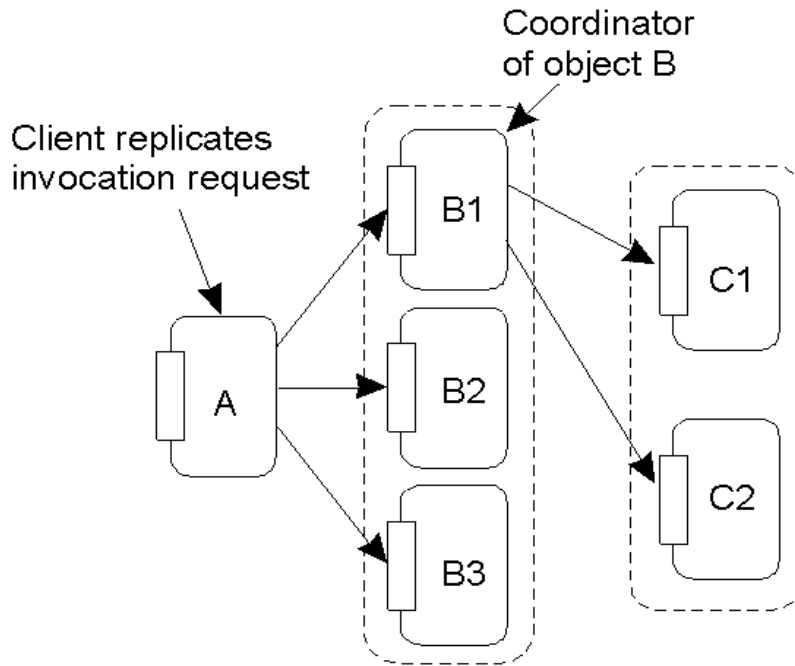 Coordinator
of object B
Client replicates
invocation request
A
B1
B2
B3
C1
C2